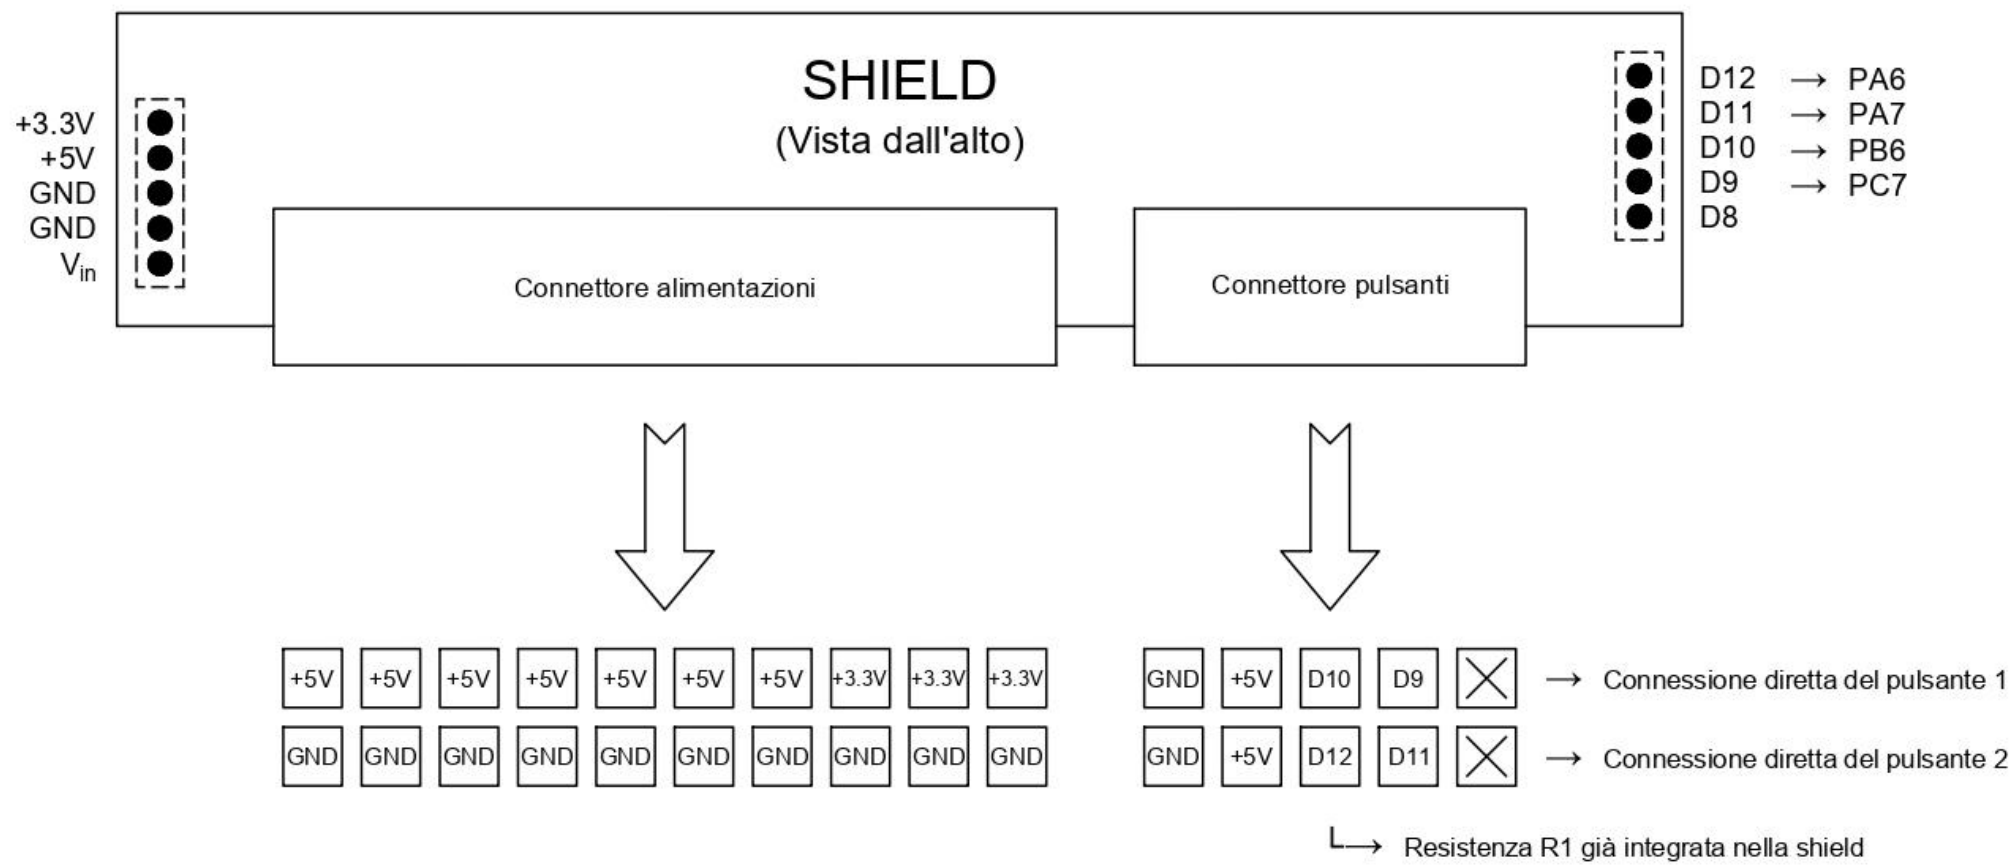 SHIELD
(Vista dall'alto)
+3.3V
+5V
GND
GND
Vin
D12 → PA6
D11 → PA7
D10 → PB6
D9 → PC7
D8
Connettore alimentazioni
Connettore pulsanti
+5V +5V +5V +5V +5V +5V +5V +3.3V +3.3V +3.3V
GND GND GND GND GND GND GND GND GND GND
GND +5V D10 D9 → Connessione diretta del pulsante 1
GND +5V D12 D11 → Connessione diretta del pulsante 2
Resistenza R1 già integrata nella shield